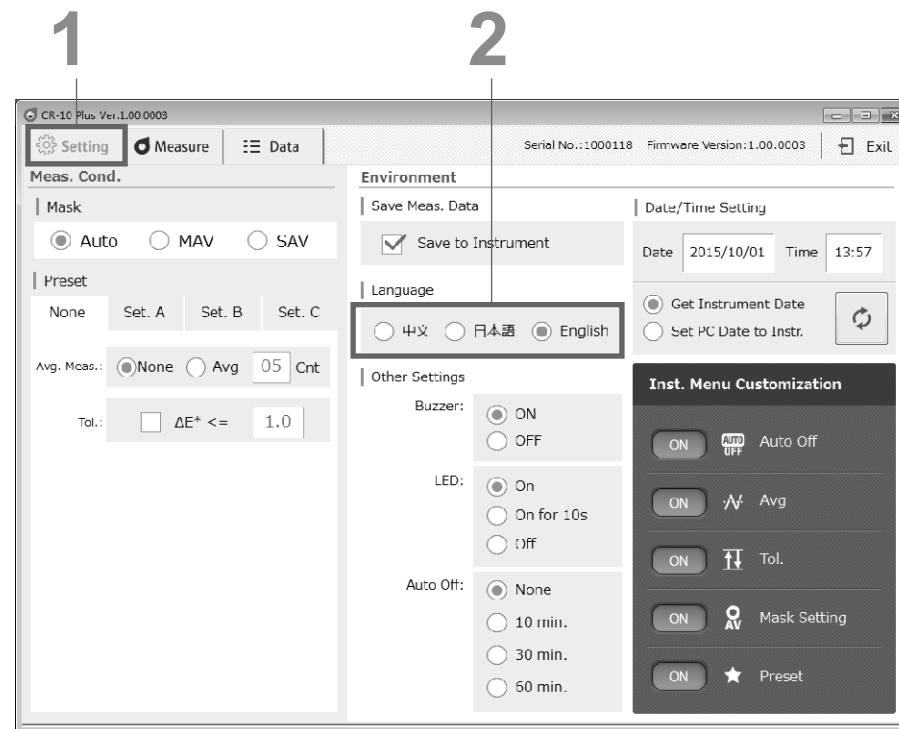 1
2
CR-10 Plus Ver.1.00.0003
Setting
Measure
Data
Serial No.:1000118 Firmware Version:1.00.0003
Exit
Meas. Cond.
Mask
Auto MAV SAV
Preset
None Set. A Set. B Set. C
Avg. Meas.: None Avg 05 Cnt
Tol.: ΔE* <= 1.0
Environment
Save Meas. Data
Save to Instrument
Language
中文 日本語 English
Other Settings
Buzzer: ON
OFF
LED: On
On for 10s
Off
Auto Off: None
10 min.
30 min.
60 min.
Date/Time Setting
Date 2015/10/01 Time 13:57
Get Instrument Date
Set PC Date to Instr.
Inst. Menu Customization
ON AUTO OFF Auto Off
ON Avg
ON Tol.
ON AV Mask Setting
ON Preset